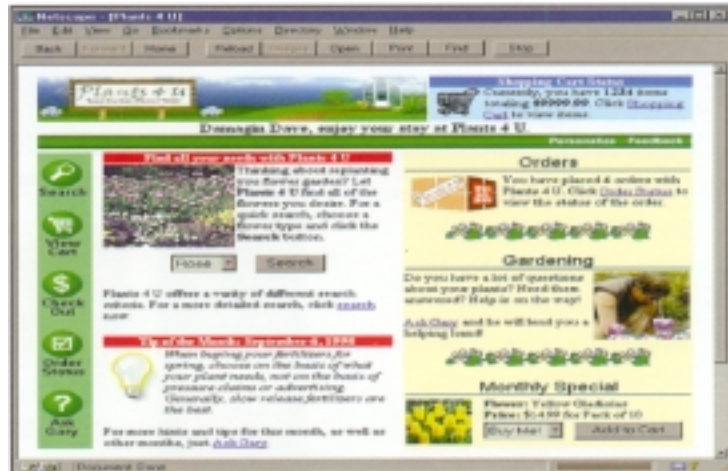 Netscape - [Plants 4 U]
File Edit View Go Bookmarks Options Directory Window Help
Back Forward Home Reload Images Open Print Find Stop
Plants 4 U
Shopping Cart Status
Currently, you have 1234 items
totaling $9999.99. Click Shopping
Cart to view items.
Damagin Dave, enjoy your stay at Plants 4 U.
Personalize Feedback
Search
View
Cart
Check
Out
Order
Status
Ask
Gary
Find all your needs with Plants 4 U
Thinking about replanting
you flower garden? Let
Plants 4 U find all of the
flowers you desire. For a
quick search, choose a
flower type and click the
Search button.
Rose Search
Plants 4 U offers a varity of different search
criteria. For a more detailed search, click search
now.
Tip of the Month: September 6, 1998
When buying your fertilizers for
spring, choose on the basis of what
your plant needs, not on the basis of
pressure claims or advertising.
Generally, slow release fertilizers are
the best.
For more hints and tips for this month, as well as
other months, just Ask Gary.
Orders
You have placed 6 orders with
Plants 4 U. Click Order Status to
view the status of the order.
Gardening
Do you have a lot of questions
about your plants? Need them
answered? Help is on the way!
Ask Gary and he will lend you a
helping hand!
Monthly Special
Flower: Yellow Gladiolus
Price: $14.99 for Pack of 10
Buy Me! Add to Cart
Document Done